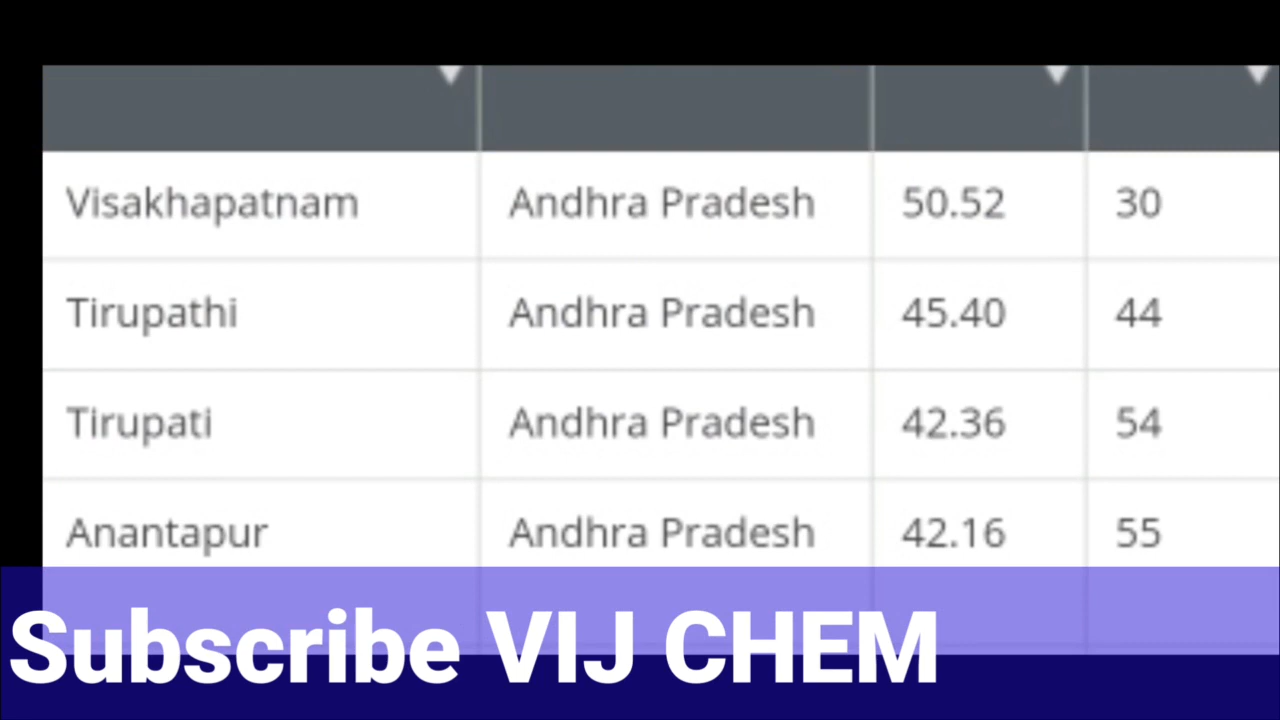 Visakhapatnam Andhra Pradesh 50.52 30
Tirupathi Andhra Pradesh 45.40 44
Tirupati Andhra Pradesh 42.36 54
Anantapur Andhra Pradesh 42.16 55
Subscribe VIJ CHEM